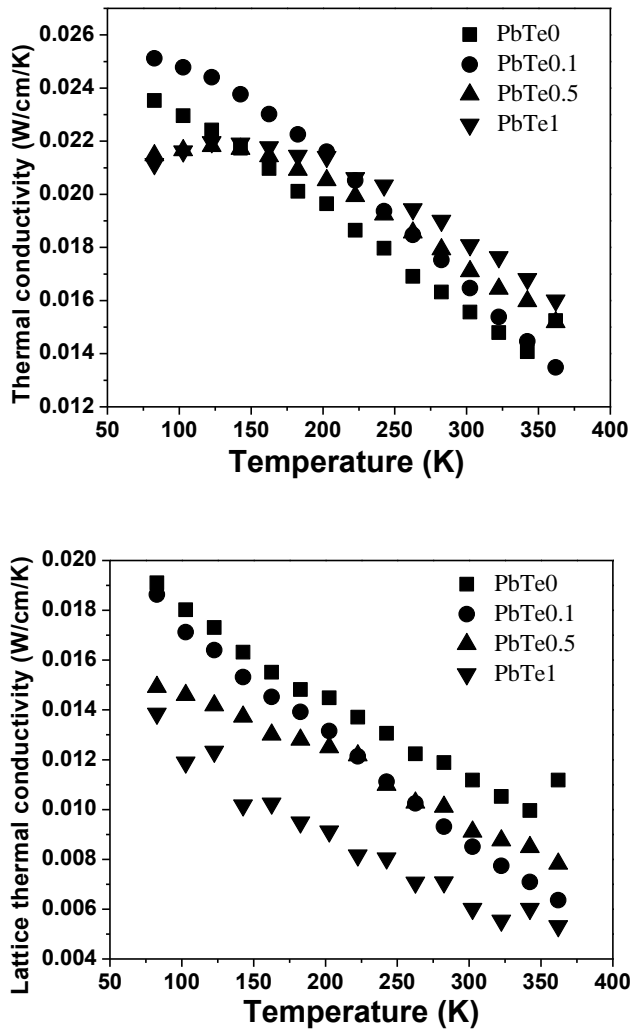 Thermal conductivity (W/cm/K)
0.026
0.024
0.022
0.020
0.018
0.016
0.014
0.012
PbTe0
PbTe0.1
PbTe0.5
PbTe1
50 100 150 200 250 300 350 400
Temperature (K)
Lattice thermal conductivity (W/cm/K)
0.020
0.018
0.016
0.014
0.012
0.010
0.008
0.006
0.004
PbTe0
PbTe0.1
PbTe0.5
PbTe1
50 100 150 200 250 300 350 400
Temperature (K)